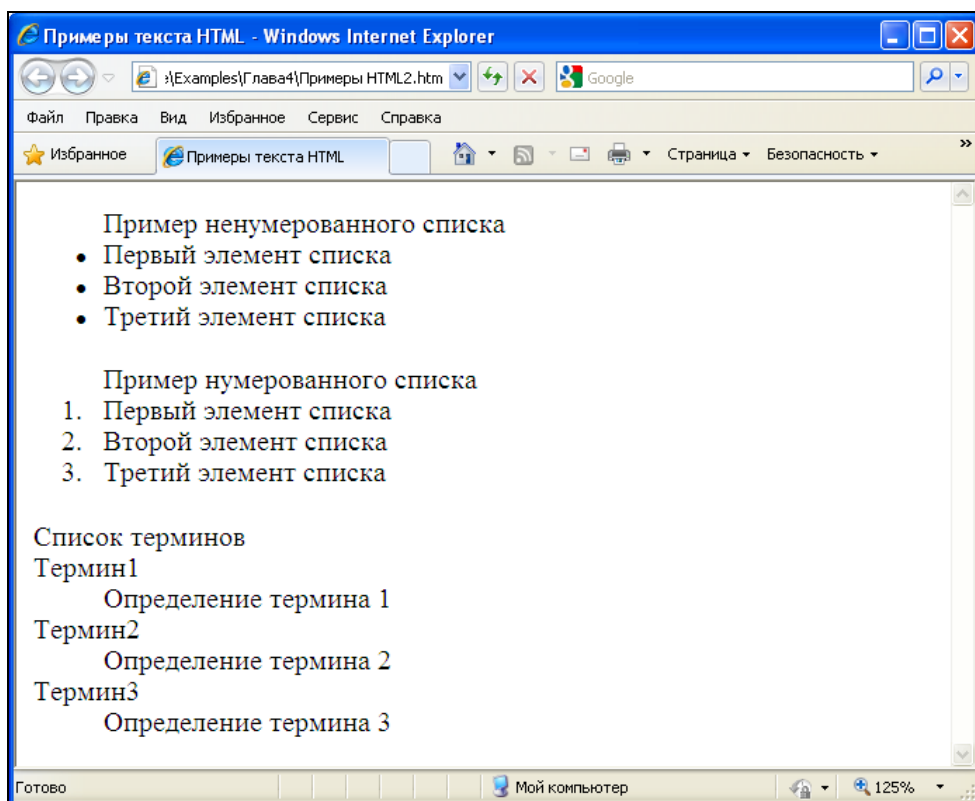 Примеры текста HTML - Windows Internet Explorer
:\Examples\Глава4\Примеры HTML2.htm Google
Файл Правка Вид Избранное Сервис Справка
Избранное Примеры текста HTML Страница Безопасность »
Пример ненумерованного списка
• Первый элемент списка
• Второй элемент списка
• Третий элемент списка
Пример нумерованного списка
1. Первый элемент списка
2. Второй элемент списка
3. Третий элемент списка
Список терминов
Термин1
Определение термина 1
Термин2
Определение термина 2
Термин3
Определение термина 3
Готово Мой компьютер 125%